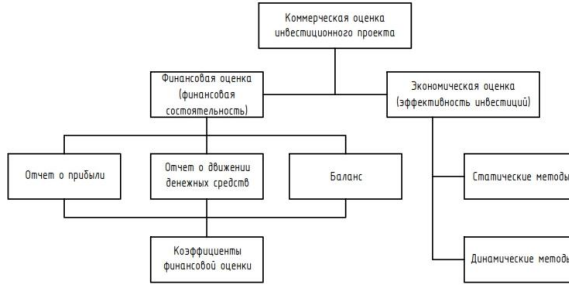 Коммерческая оценка
инвестиционного проекта
Финансовая оценка
(финансовая
состоятельность)
Экономическая оценка
(эффективность инвестиций)
Отчет о прибыли
Отчет о движении
денежных средств
Баланс
Статические методы
Коэффициенты
финансовой оценки
Динамические методы